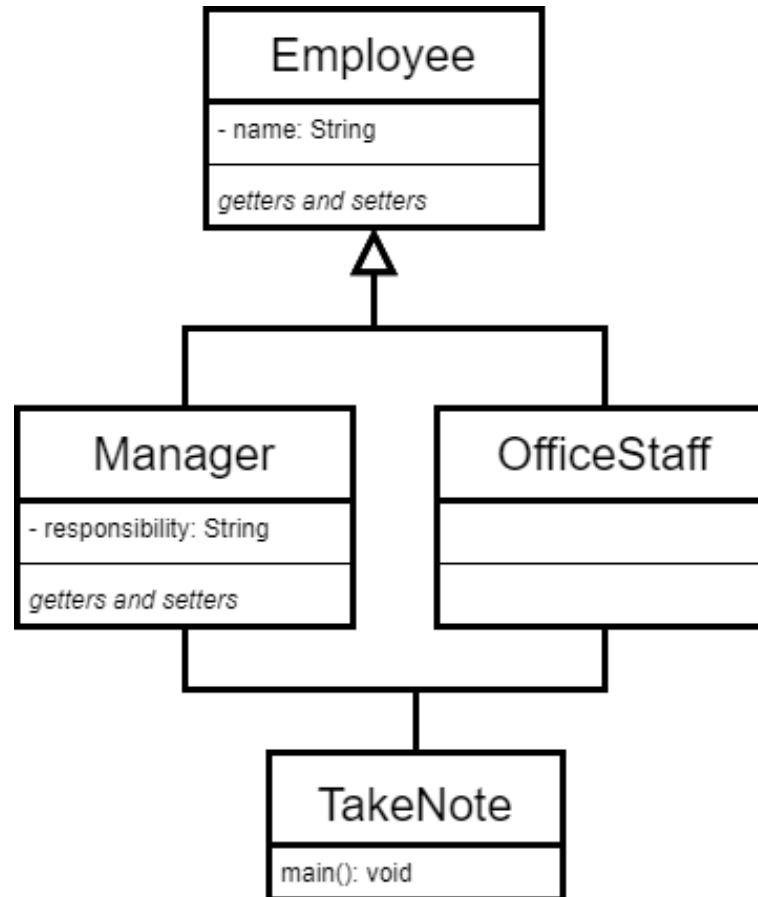 Employee
- name: String
getters and setters
Manager
- responsibility: String
getters and setters
OfficeStaff
TakeNote
main(): void